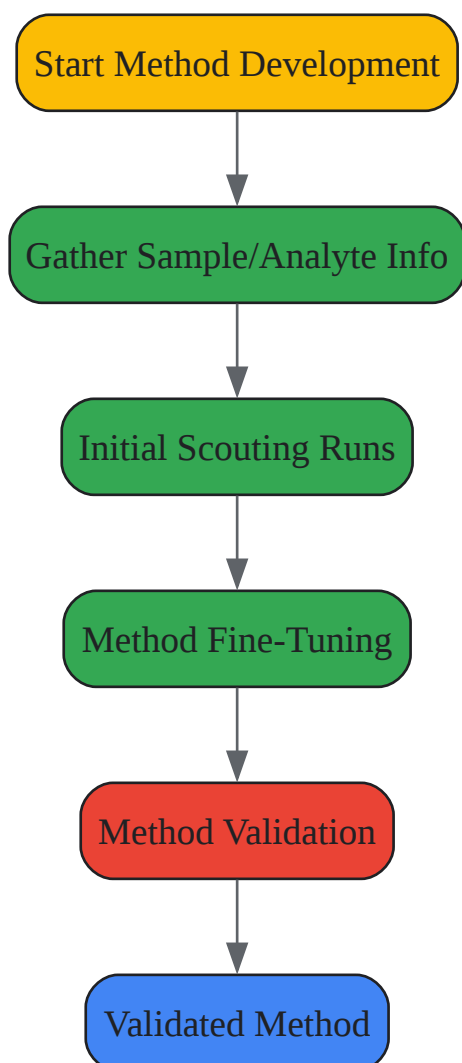 Start Method Development
Gather Sample/Analyte Info
Initial Scouting Runs
Method Fine-Tuning
Method Validation
Validated Method